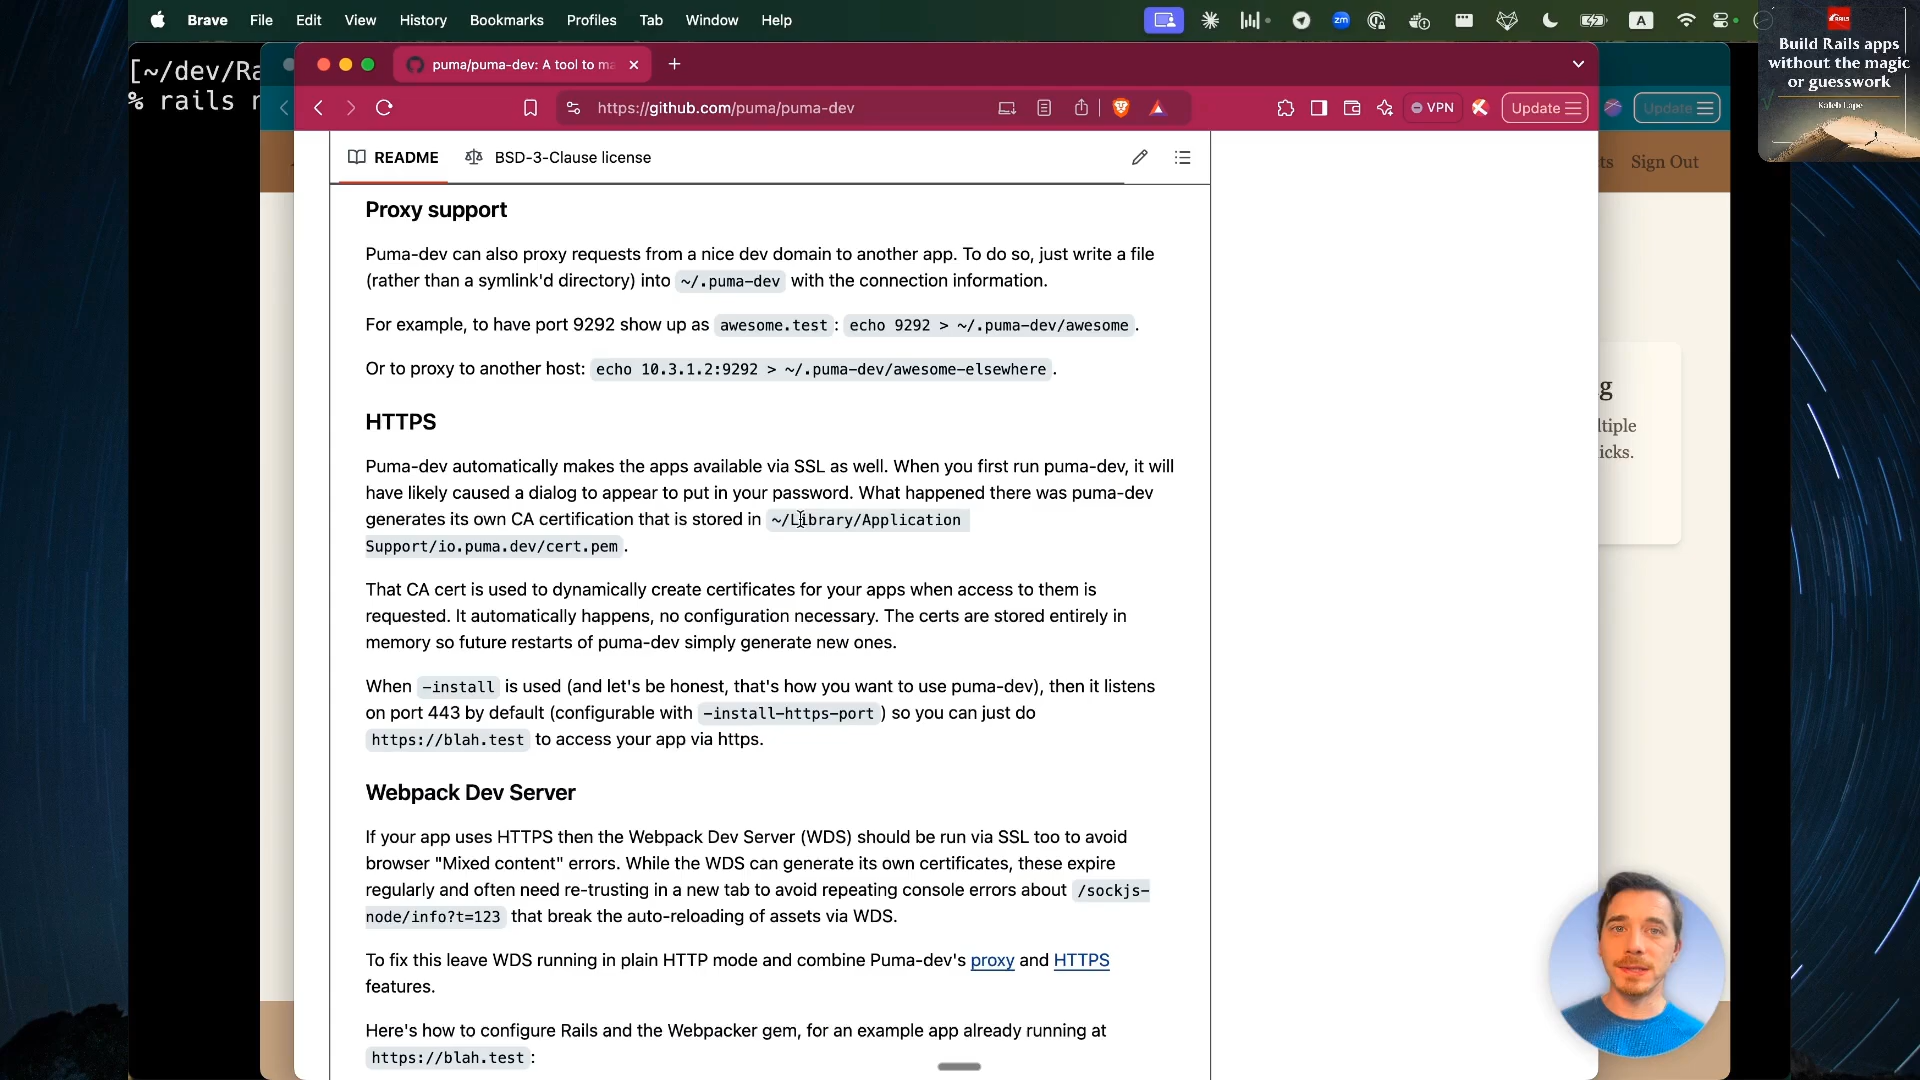 Brave File Edit View History Bookmarks Profiles Tab Window Help
zm
A
RAILS
Build Rails apps
without the magic
or guesswork
Kaleb Lape
[~/dev/Ra
% rails r
puma/puma-dev: A tool to ma
https://github.com/puma/puma-dev
VPN
Update
Update
ts Sign Out
README
BSD-3-Clause license
Proxy support
Puma-dev can also proxy requests from a nice dev domain to another app. To do so, just write a file
(rather than a symlink'd directory) into ~/.puma-dev with the connection information.
For example, to have port 9292 show up as awesome.test : echo 9292 > ~/.puma-dev/awesome .
Or to proxy to another host: echo 10.3.1.2:9292 > ~/.puma-dev/awesome-elsewhere .
HTTPS
Puma-dev automatically makes the apps available via SSL as well. When you first run puma-dev, it will
have likely caused a dialog to appear to put in your password. What happened there was puma-dev
generates its own CA certification that is stored in ~/Library/Application
Support/io.puma.dev/cert.pem .
That CA cert is used to dynamically create certificates for your apps when access to them is
requested. It automatically happens, no configuration necessary. The certs are stored entirely in
memory so future restarts of puma-dev simply generate new ones.
When -install is used (and let's be honest, that's how you want to use puma-dev), then it listens
on port 443 by default (configurable with -install-https-port ) so you can just do
https://blah.test to access your app via https.
Webpack Dev Server
If your app uses HTTPS then the Webpack Dev Server (WDS) should be run via SSL too to avoid
browser "Mixed content" errors. While the WDS can generate its own certificates, these expire
regularly and often need re-trusting in a new tab to avoid repeating console errors about /sockjs-
node/info?t=123 that break the auto-reloading of assets via WDS.
To fix this leave WDS running in plain HTTP mode and combine Puma-dev's proxy and HTTPS
features.
Here's how to configure Rails and the Webpacker gem, for an example app already running at
https://blah.test :
g
ltiple
icks.